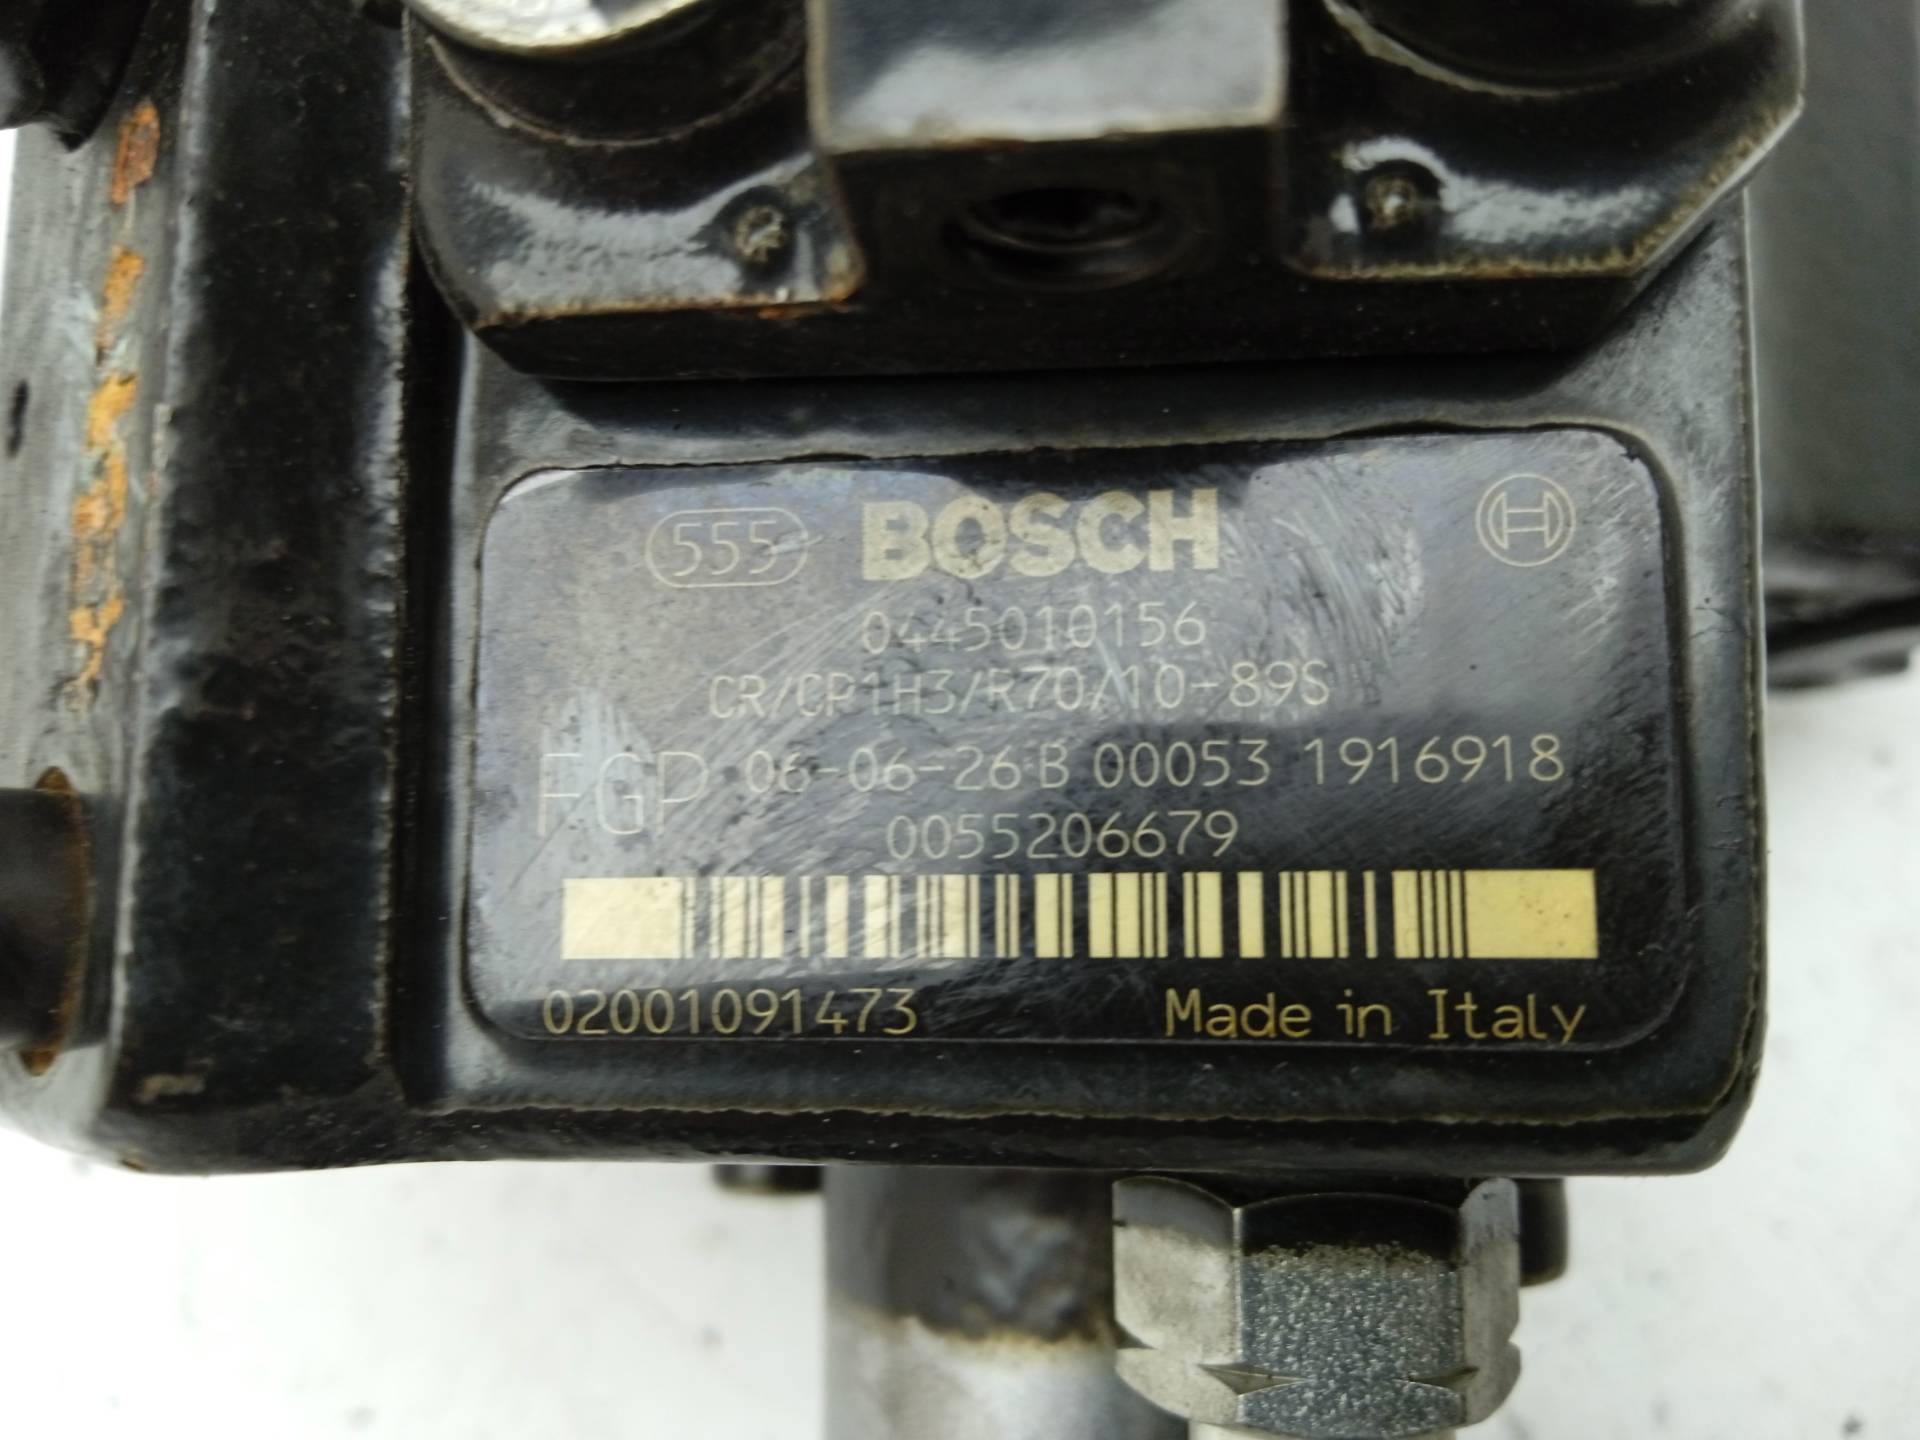 555 BOSCH
0445010156
CR/CP1H3/R70/10-89S
FGP 06-06-26 B 00053 1916918
0055206679
02001091473 Made in Italy